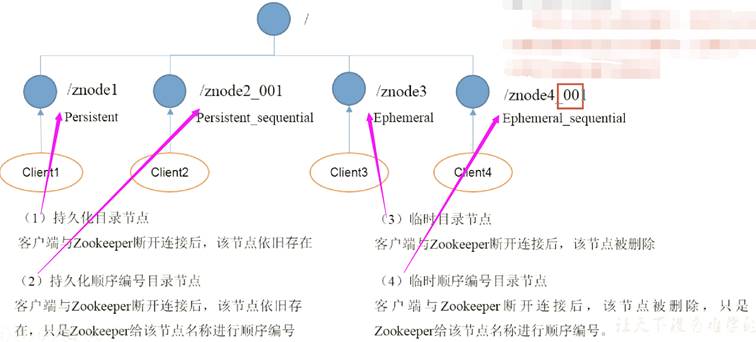 /
/znode1
/znode2_001
/znode3
/znode4_001
Persistent
Persistent_sequential
Ephemeral
Ephemeral_sequential
Client1
Client2
Client3
Client4
（1）持久化目录节点
客户端与Zookeeper断开连接后，该节点依旧存在
（2）持久化顺序编号目录节点
客户端与Zookeeper断开连接后，该节点依旧存
在，只是Zookeeper给该节点名称进行顺序编号
（3）临时目录节点
客户端与Zookeeper断开连接后，该节点被删除
（4）临时顺序编号目录节点
客户端与Zookeeper断开连接后，该节点被删除，只是
Zookeeper给该节点名称进行顺序编号。